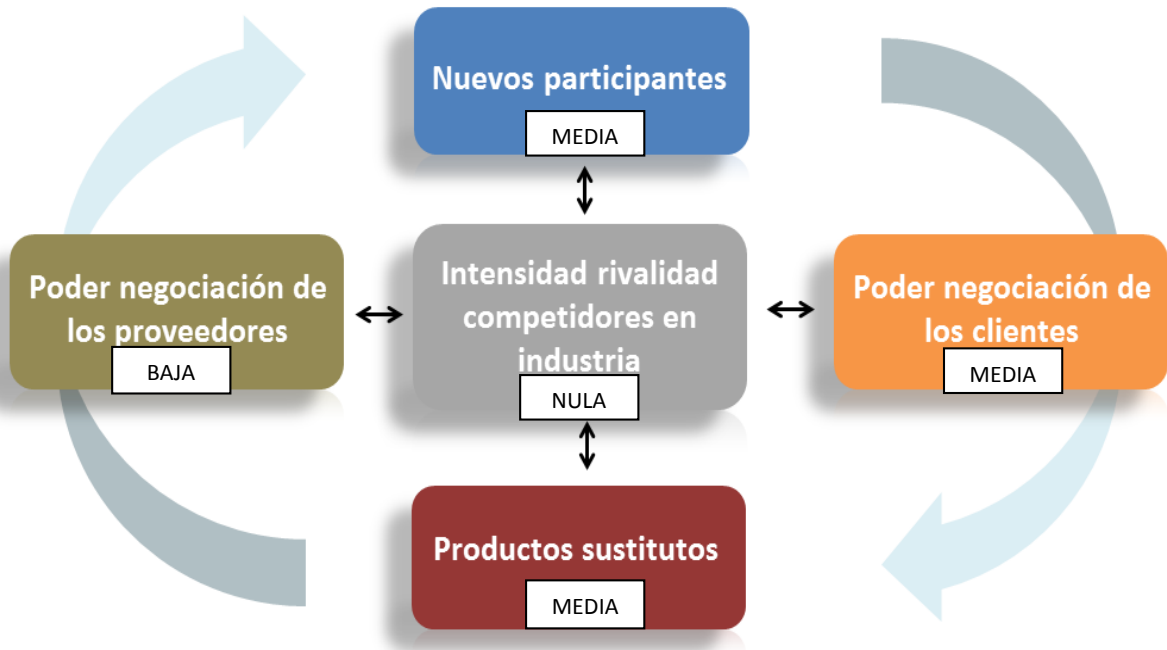 Nuevos participantes
MEDIA
Poder negociación de
los proveedores
BAJA
Intensidad rivalidad
competidores en
industria
NULA
Poder negociación de
los clientes
MEDIA
Productos sustitutos
MEDIA